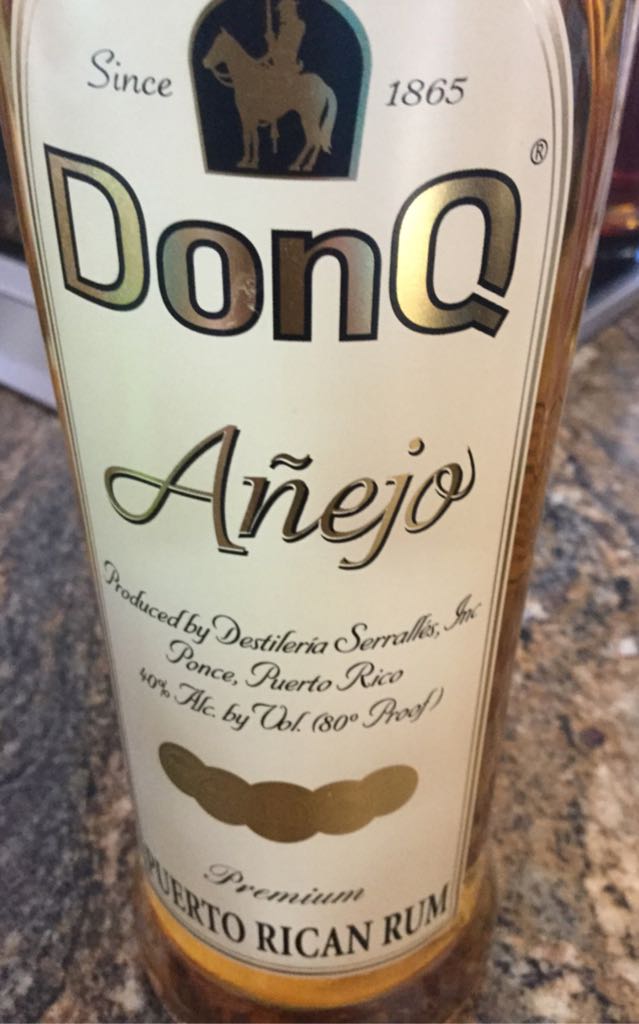 Since 1865
DonQ®
Añejo
Produced by Destilería Serrallés, Inc
Ponce, Puerto Rico
40% Alc. by Vol. (80º Proof)
Premium
PUERTO RICAN RUM